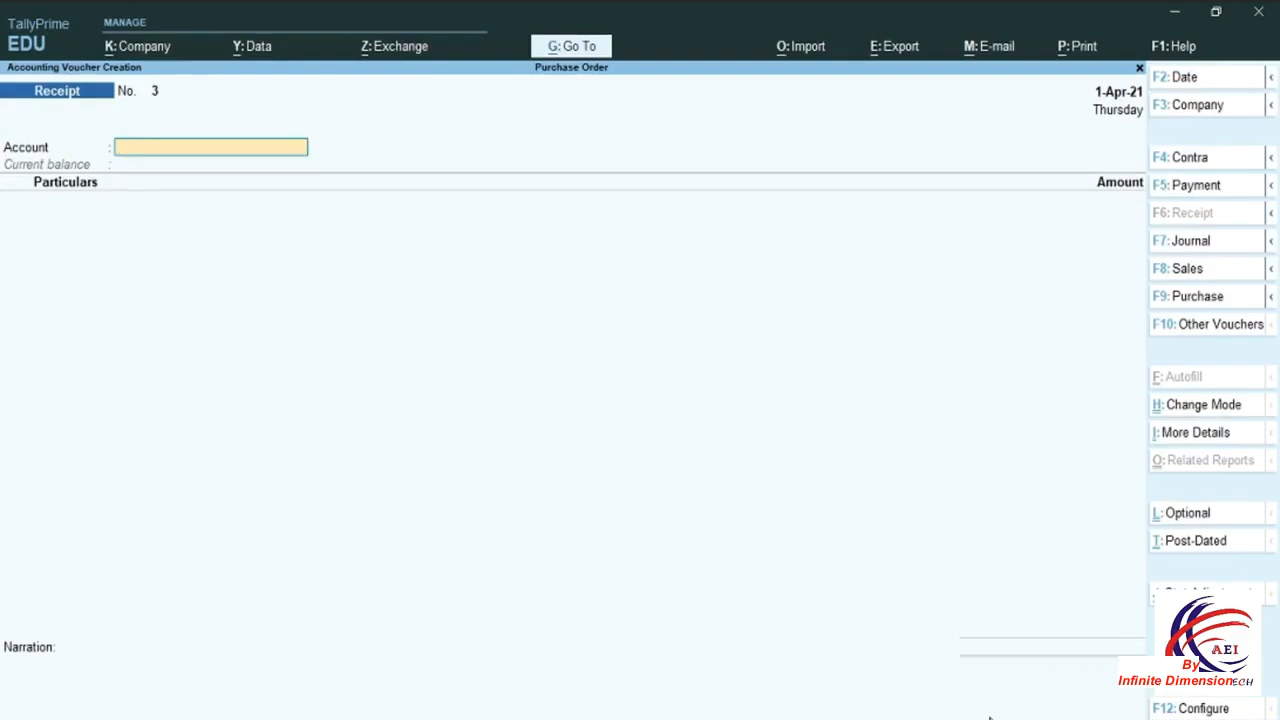 TallyPrime
EDU
MANAGE
K: Company
Y: Data
Z: Exchange
G: Go To
O: Import
E: Export
M: E-mail
P: Print
F1: Help
Accounting Voucher Creation
Purchase Order
x
Receipt No. 3
1-Apr-21
Thursday
Account :
Current balance :
Particulars
Amount
Narration:
F2: Date
F3: Company
F4: Contra
F5: Payment
F6: Receipt
F7: Journal
F8: Sales
F9: Purchase
F10: Other Vouchers
F: Autofill
H: Change Mode
I: More Details
O: Related Reports
L: Optional
T: Post-Dated
AEI
By
Infinite Dimension
F12: Configure